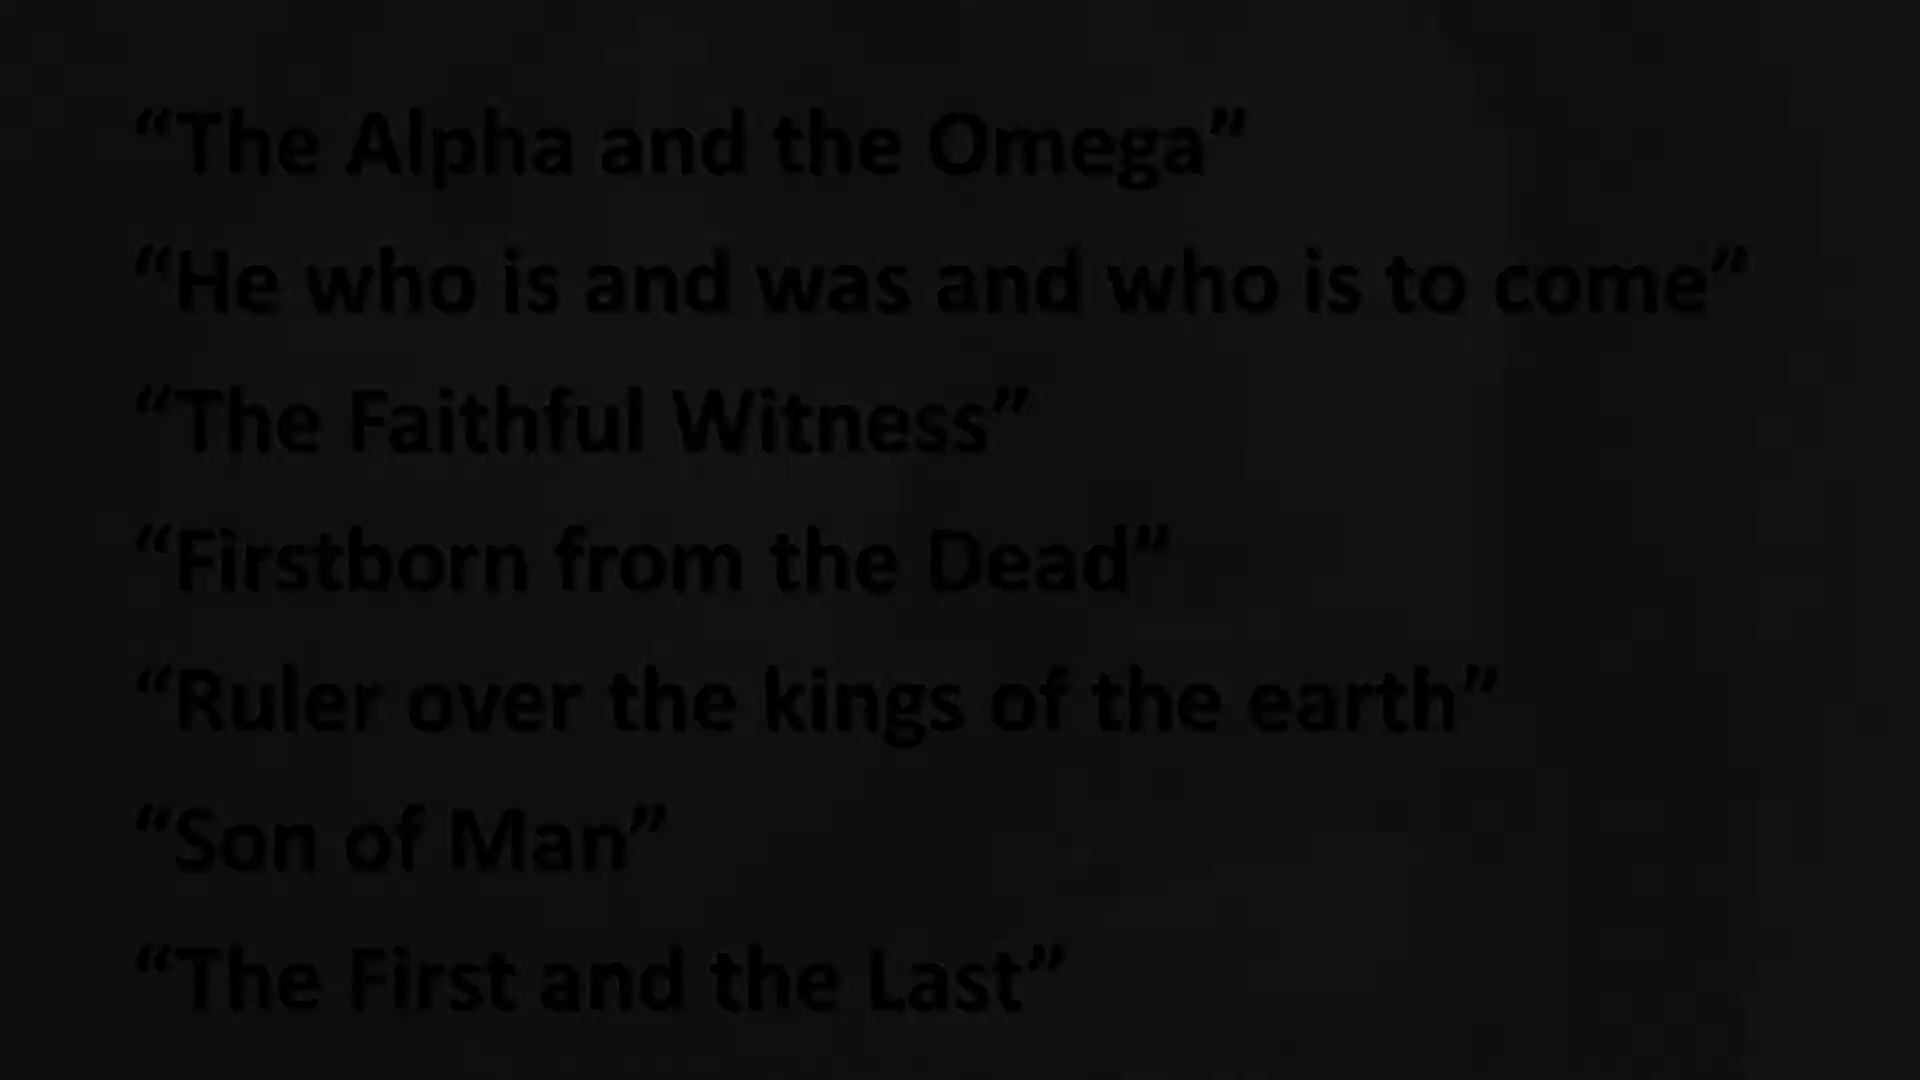 “The Alpha and the Omega”
“He who is and was and who is to come”
“The Faithful Witness”
“Firstborn from the Dead”
“Ruler over the kings of the earth”
“Son of Man”
“The First and the Last”